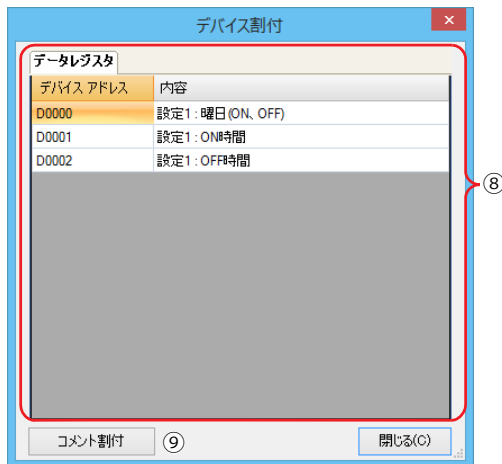 デバイス割付
データレジスタ
デバイス アドレス 内容
D0000 設定1 : 曜日(ON、OFF)
D0001 設定1 : ON時間
D0002 設定1 : OFF時間
⑧
コメント割付 ⑨ 閉じる(C)